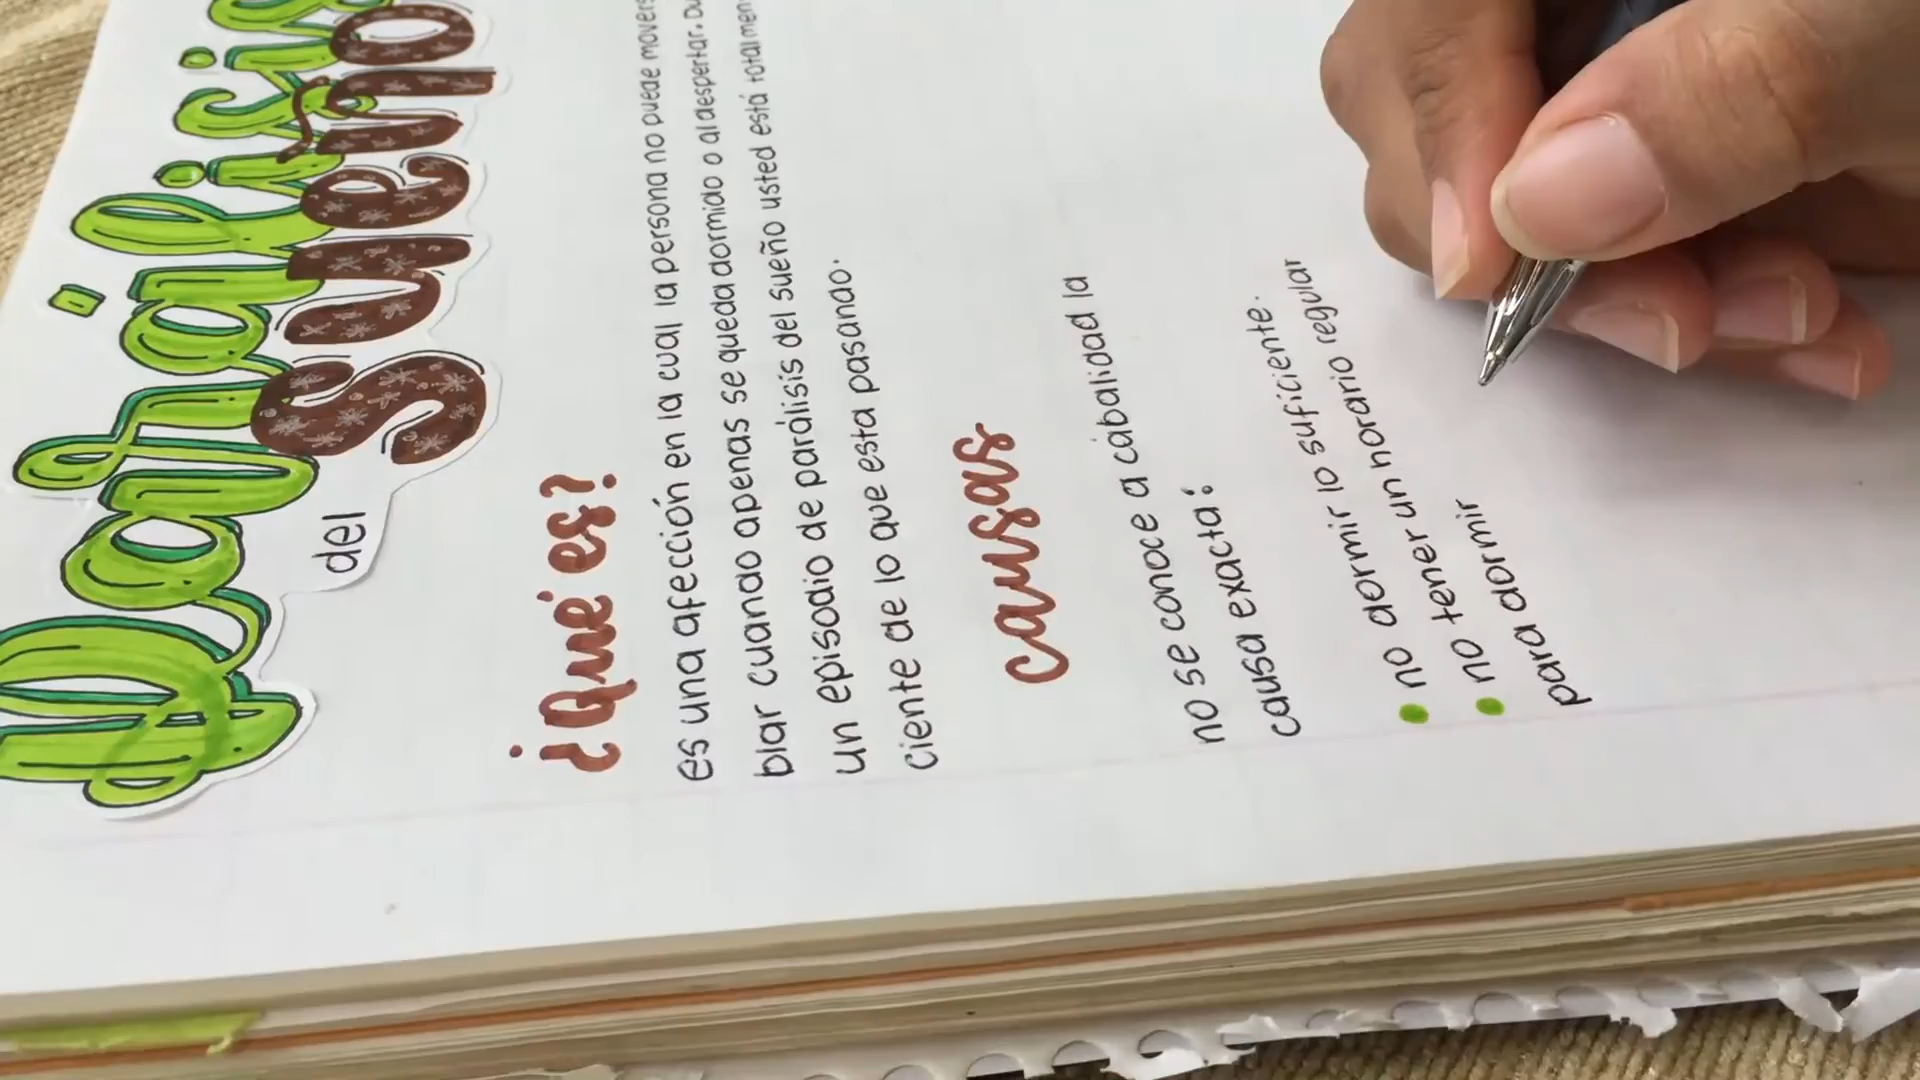 Parálisis
del sueño
¿Qué es?
es una afección en la cual la persona no puede
blar cuando apenas se queda dormido o al despertar.
un episodio de parálisis del sueño usted está
ciente de lo que esta pasando.
causas
no se conoce a cabalidad la
causa exacta:
no dormir lo suficiente.
no tener un horario regular
para dormir